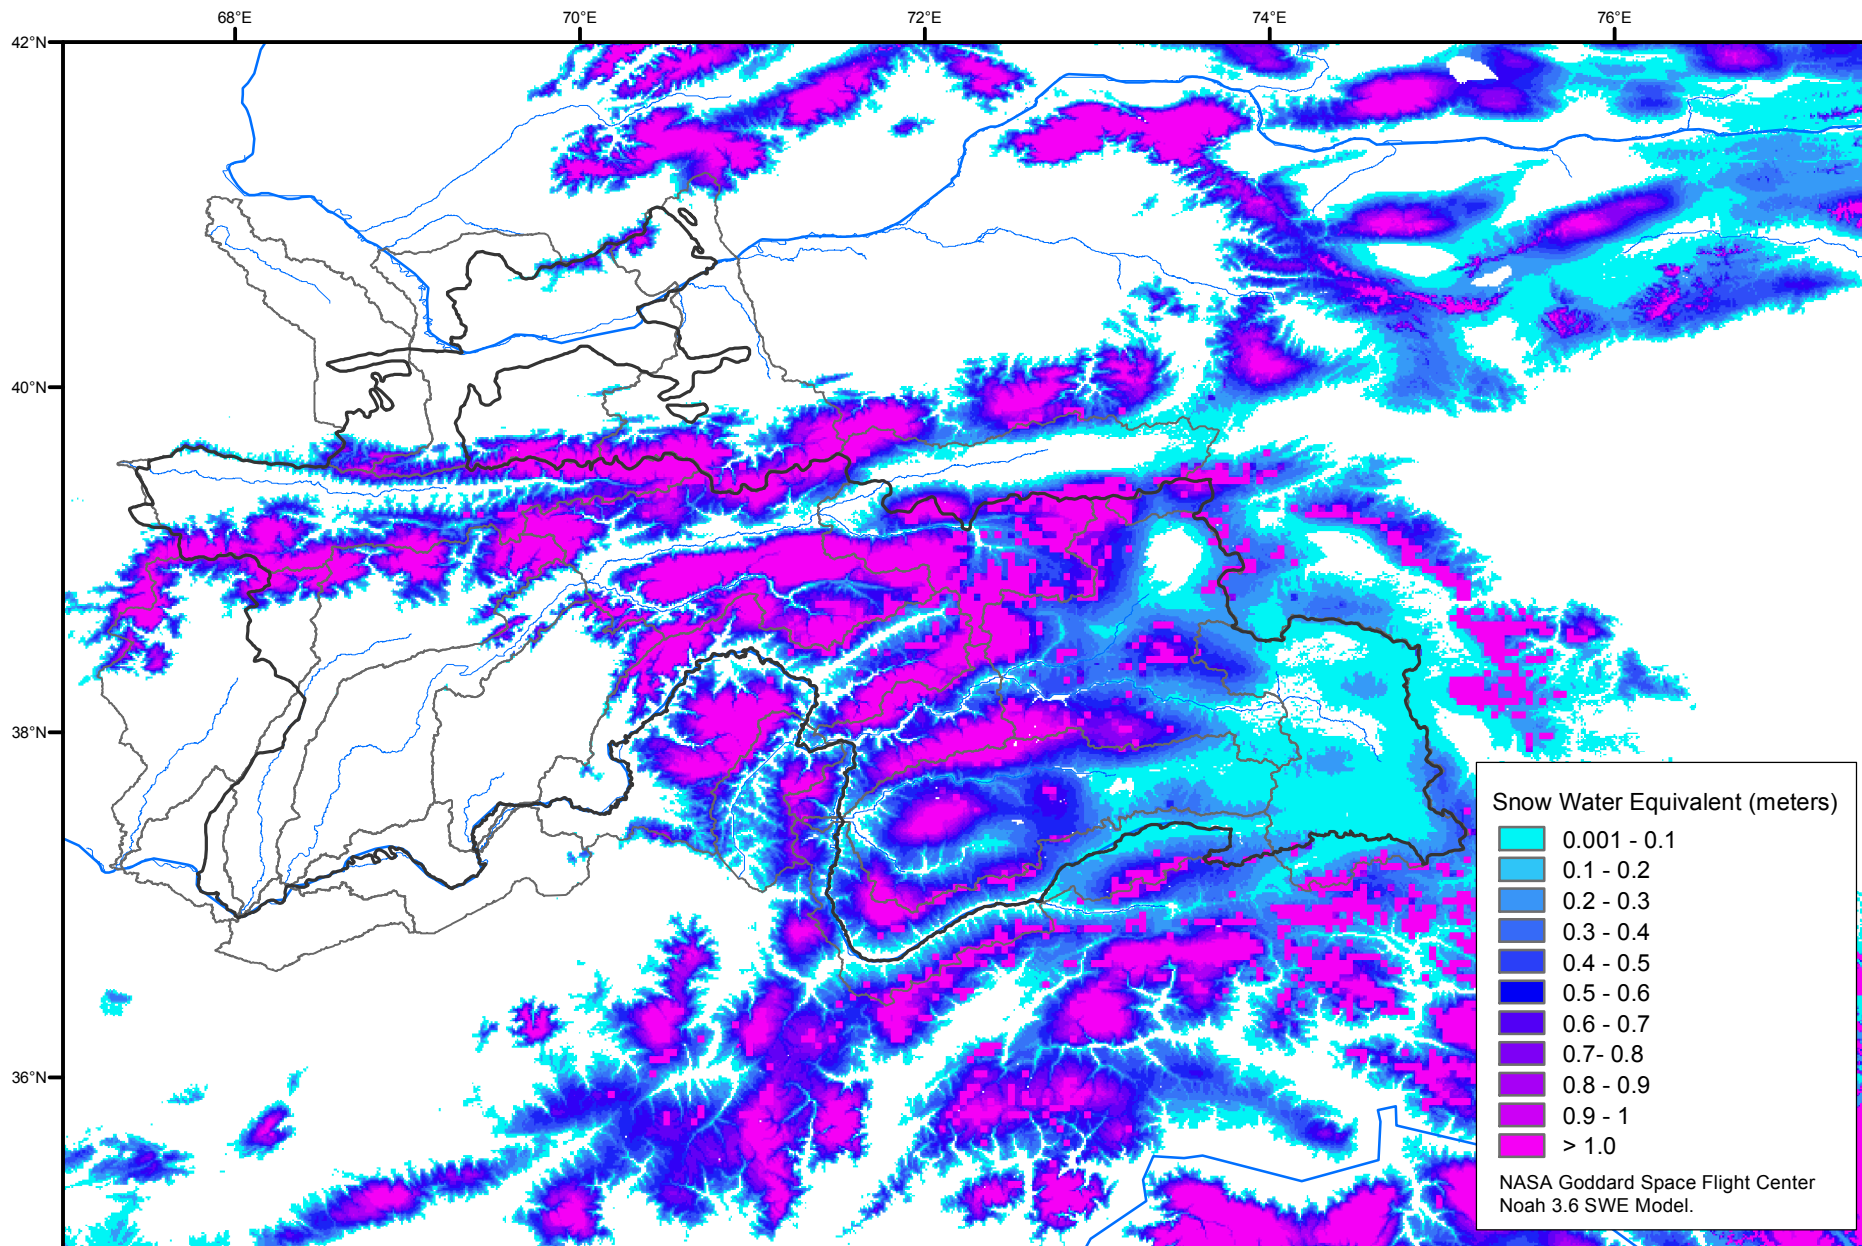 68°E
70°E
72°E
74°E
76°E
42°N
40°N
38°N
36°N
Snow Water Equivalent (meters)
0.001 - 0.1
0.1 - 0.2
0.2 - 0.3
0.3 - 0.4
0.4 - 0.5
0.5 - 0.6
0.6 - 0.7
0.7- 0.8
0.8 - 0.9
0.9 - 1
> 1.0
NASA Goddard Space Flight Center
Noah 3.6 SWE Model.